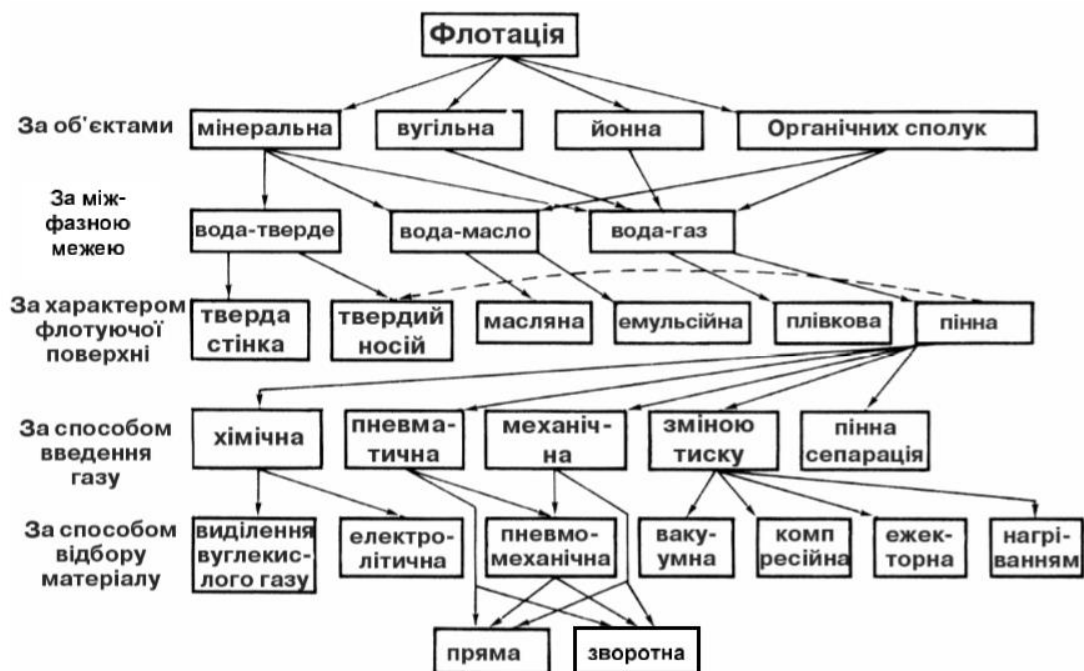 Флотація
За об'єктами
мінеральна
вугільна
йонна
Органічних сполук
За між-
фазною
межею
вода-тверде
вода-масло
вода-газ
За характером
флотуючої
поверхні
тверда
стінка
твердий
носій
масляна
емульсійна
плівкова
пінна
За способом
введення
газу
хімічна
пневма-
тична
механіч-
на
зміною
тиску
пінна
сепарація
За способом
відбору
матеріалу
виділення
вуглекис-
лого газу
електро-
літична
пневмо-
механічна
ваку-
умна
комп
ресійна
ежек-
торна
нагрі-
ванням
пряма
зворотна